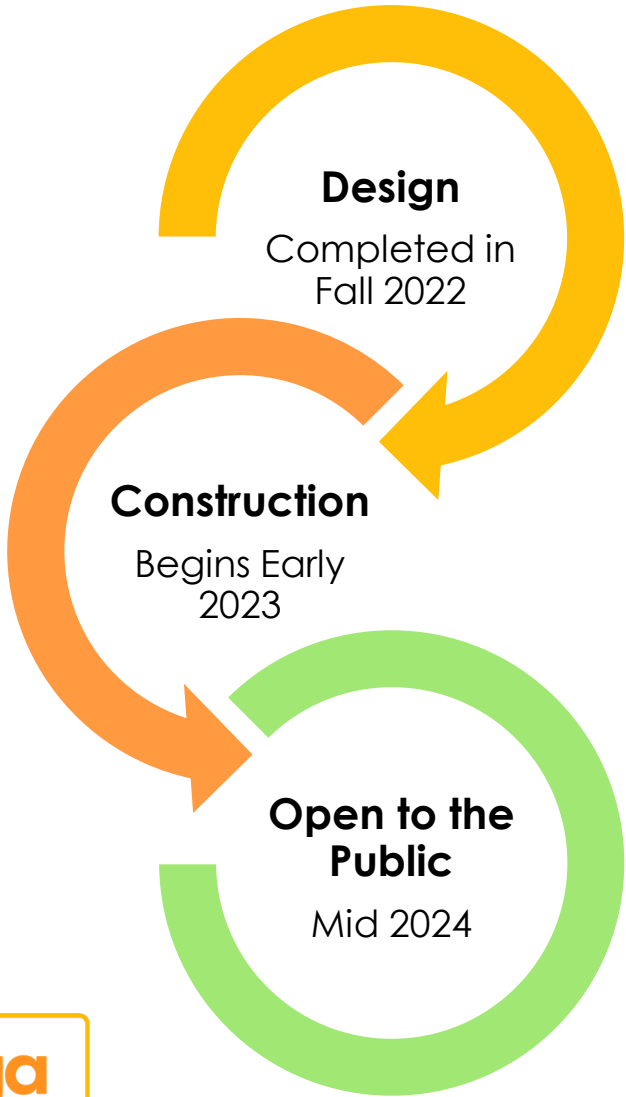 Design
Completed in
Fall 2022
Construction
Begins Early
2023
Open to the
Public
Mid 2024